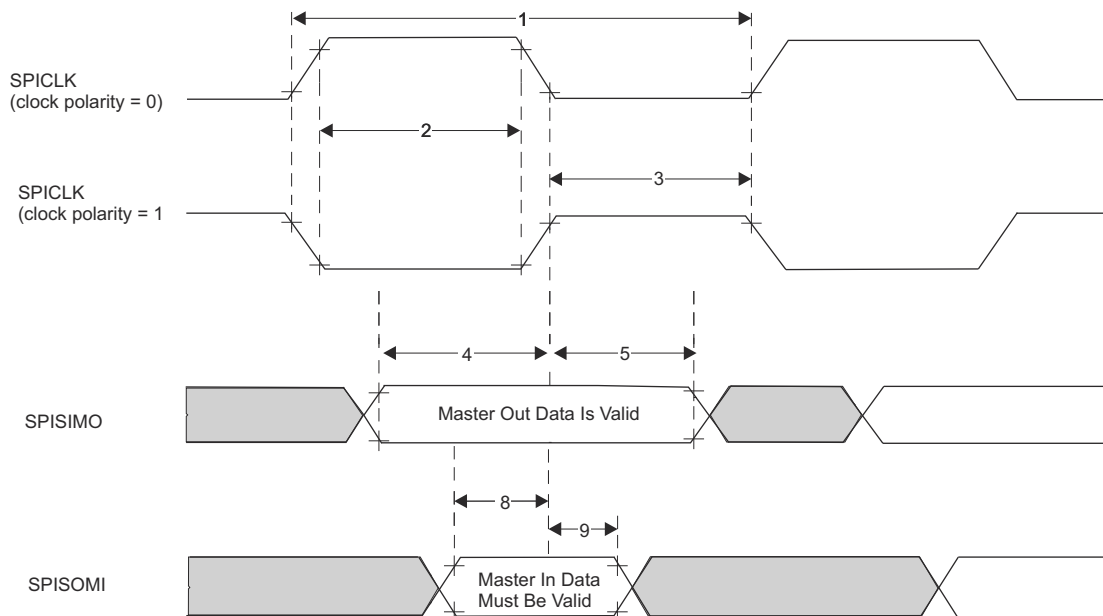 1
SPICLK
(clock polarity = 0)
2
3
SPICLK
(clock polarity = 1
4
5
SPISIMO
Master Out Data Is Valid
8
9
SPISOMI
Master In Data
Must Be Valid